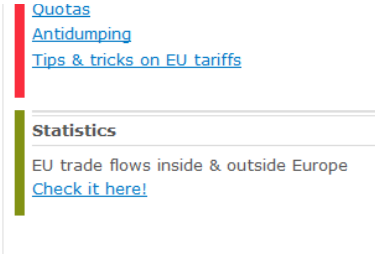 Quotas
Antidumping
Tips & tricks on EU tariffs
Statistics
EU trade flows inside & outside Europe
Check it here!